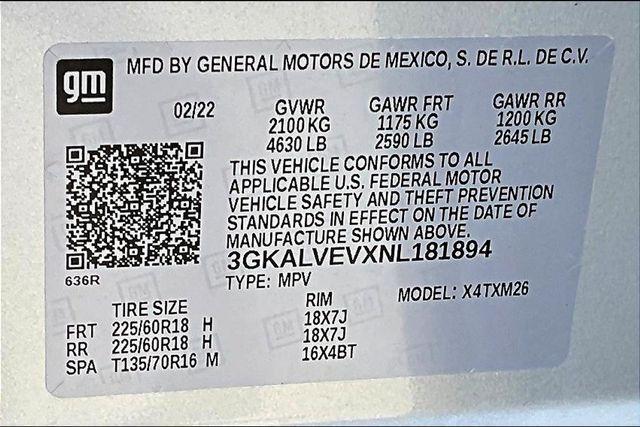 gm
MFD BY GENERAL MOTORS DE MEXICO, S. DE R.L. DE C.V.
02/22 GVWR GAWR FRT GAWR RR
2100 KG 1175 KG 1200 KG
4630 LB 2590 LB 2645 LB
THIS VEHICLE CONFORMS TO ALL
APPLICABLE U.S. FEDERAL MOTOR
VEHICLE SAFETY AND THEFT PREVENTION
STANDARDS IN EFFECT ON THE DATE OF
MANUFACTURE SHOWN ABOVE.
636R
3GKALVEVXNL181894
TYPE: MPV MODEL: X4TXM26
TIRE SIZE RIM
FRT 225/60R18 H 18X7J
RR 225/60R18 H 18X7J
SPA T135/70R16 M 16X4BT